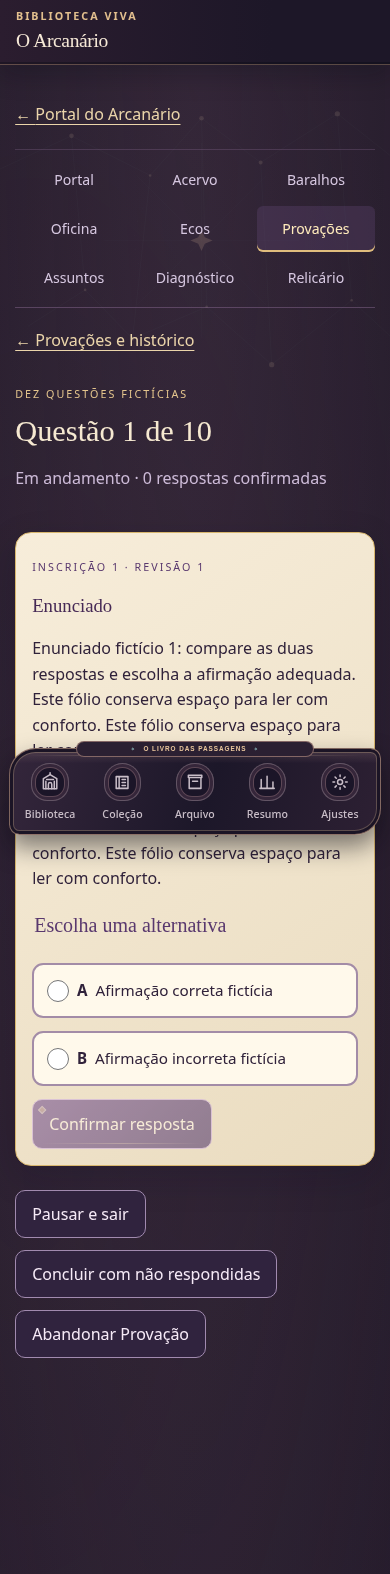 BIBLIOTECA VIVA
O Arcanário
← Portal do Arcanário
Portal
Acervo
Baralhos
Oficina
Ecos
Provações
Assuntos
Diagnóstico
Relicário
← Provações e histórico
DEZ QUESTÕES FICTÍCIAS
Questão 1 de 10
Em andamento · 0 respostas confirmadas
INSCRIÇÃO 1 · REVISÃO 1
Enunciado
Enunciado fictício 1: compare as duas
respostas e escolha a afirmação adequada.
Este fólio conserva espaço para ler com
conforto. Este fólio conserva espaço para
O LIVRO DAS PASSAGENS
Biblioteca
Coleção
Arquivo
Resumo
Ajustes
conforto. Este fólio conserva espaço para
ler com conforto.
Escolha uma alternativa
A Afirmação correta fictícia
B Afirmação incorreta fictícia
Confirmar resposta
Pausar e sair
Concluir com não respondidas
Abandonar Provação